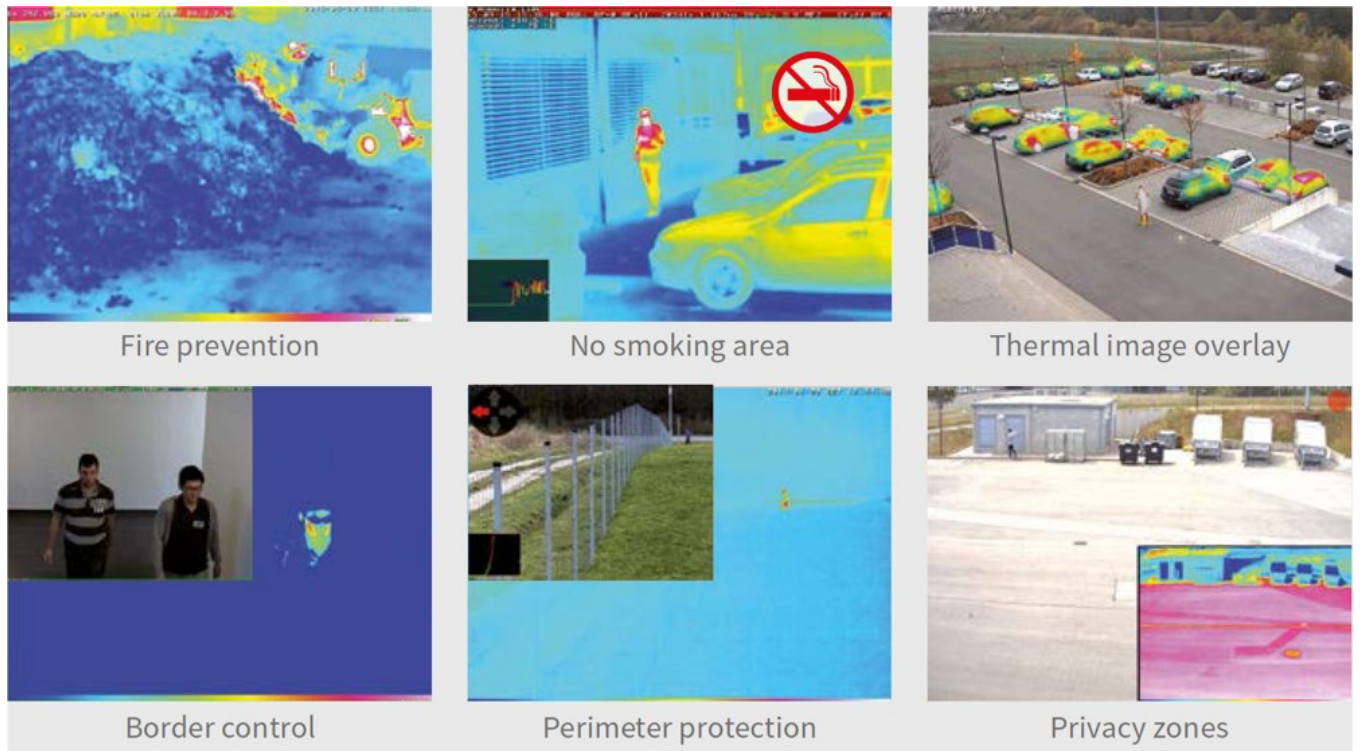 Fire prevention
No smoking area
Thermal image overlay
Border control
Perimeter protection
Privacy zones